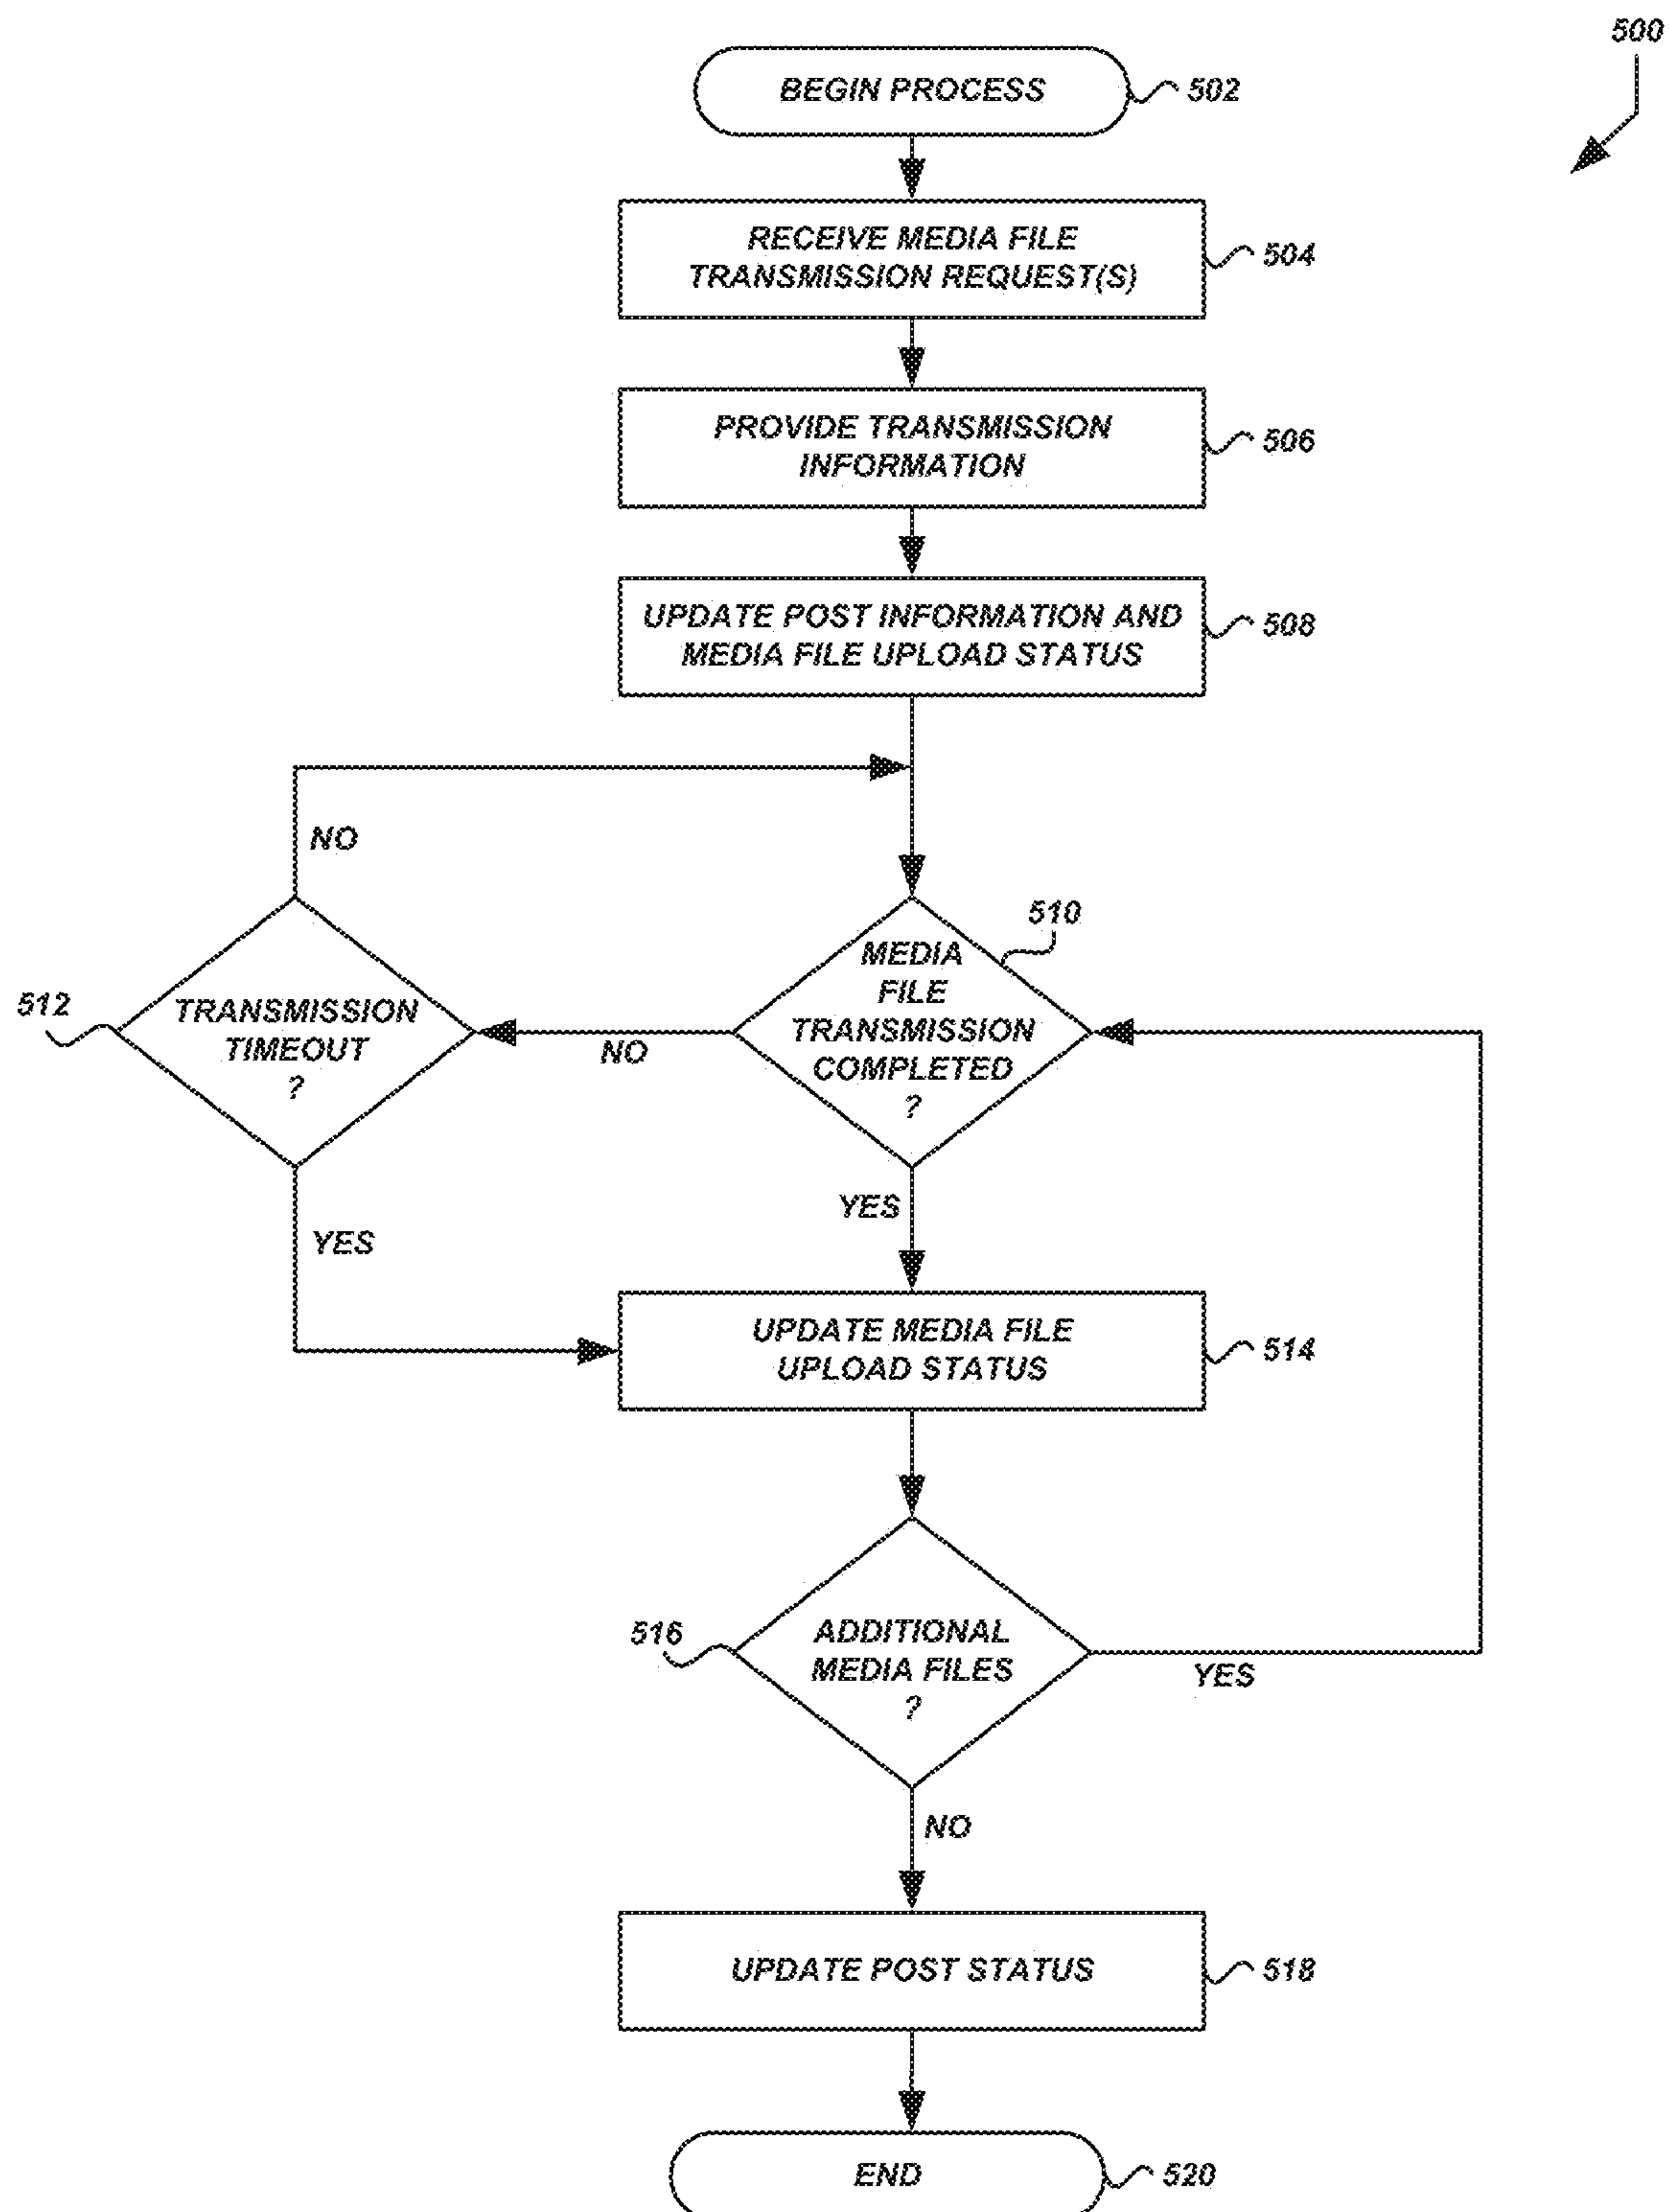 500
BEGIN PROCESS
502
RECEIVE MEDIA FILE
TRANSMISSION REQUEST(S)
504
PROVIDE TRANSMISSION
INFORMATION
506
UPDATE POST INFORMATION AND
MEDIA FILE UPLOAD STATUS
508
NO
510
MEDIA
FILE
TRANSMISSION
COMPLETED
?
512
TRANSMISSION
TIMEOUT
?
NO
YES
YES
UPDATE MEDIA FILE
UPLOAD STATUS
514
516
ADDITIONAL
MEDIA FILES
?
YES
NO
UPDATE POST STATUS
518
END
520